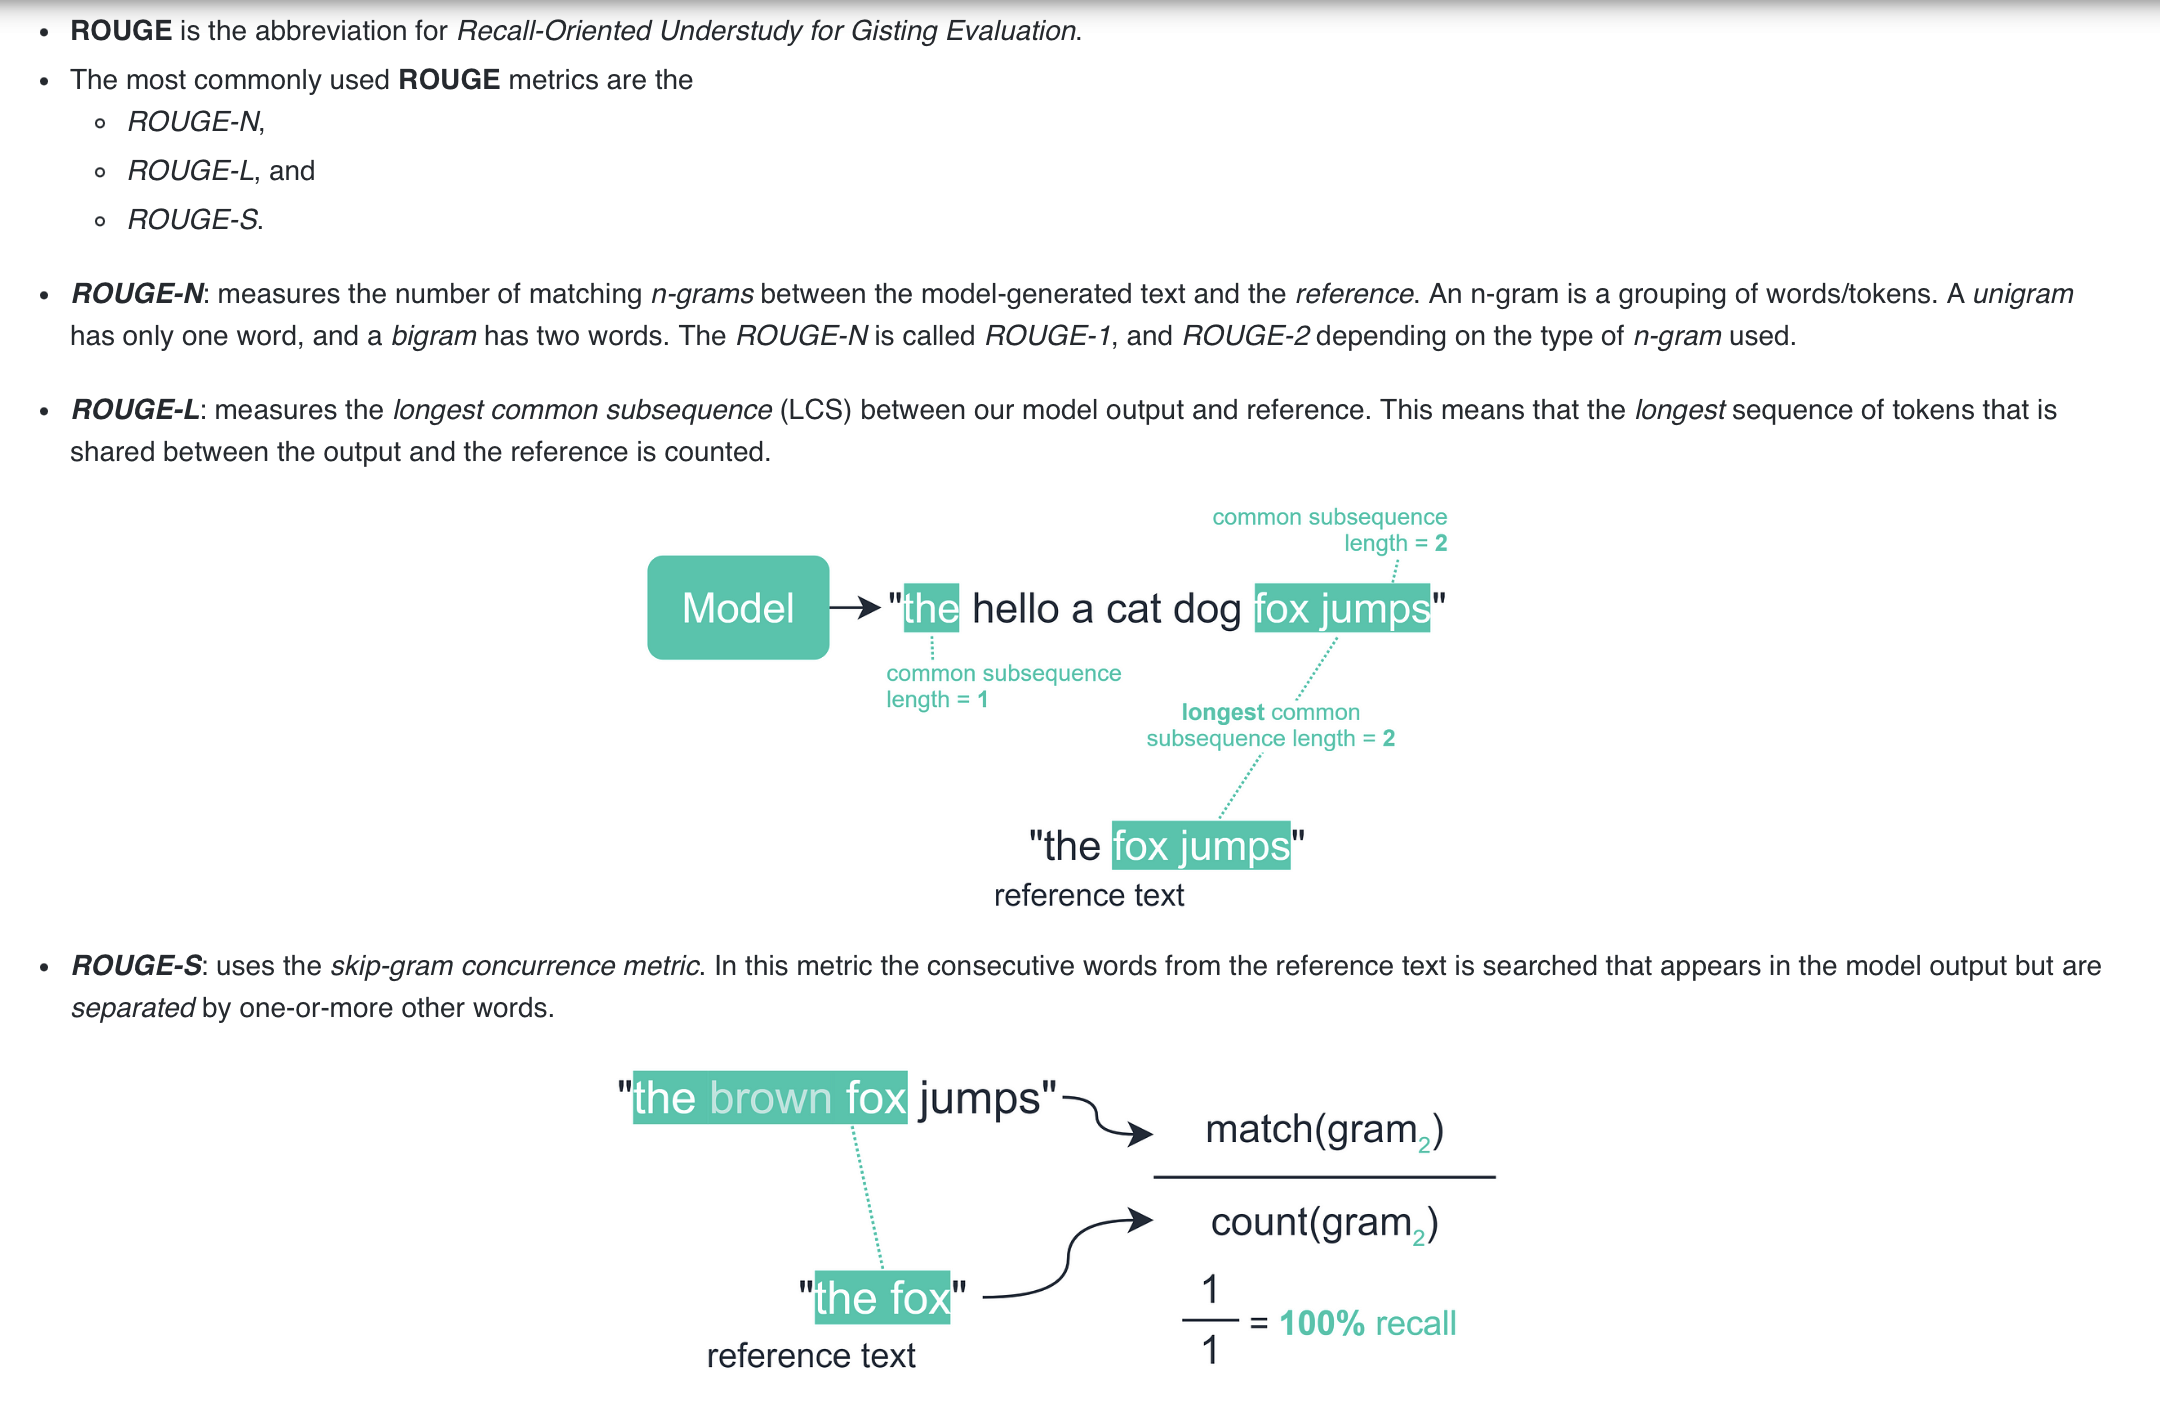 ROUGE is the abbreviation for Recall-Oriented Understudy for Gisting Evaluation.
The most commonly used ROUGE metrics are the
ROUGE-N,
ROUGE-L, and
ROUGE-S.
ROUGE-N: measures the number of matching n-grams between the model-generated text and the reference. An n-gram is a grouping of words/tokens. A unigram
has only one word, and a bigram has two words. The ROUGE-N is called ROUGE-1, and ROUGE-2 depending on the type of n-gram used.
ROUGE-L: measures the longest common subsequence (LCS) between our model output and reference. This means that the longest sequence of tokens that is
shared between the output and the reference is counted.
common subsequence
length = 2
Model
"the hello a cat dog fox jumps"
common subsequence
length = 1
longest common
subsequence length = 2
"the fox jumps"
reference text
ROUGE-S: uses the skip-gram concurrence metric. In this metric the consecutive words from the reference text is searched that appears in the model output but are
separated by one-or-more other words.
"the brown fox jumps"
match(gram2)
count(gram2)
"the fox"
reference text
1
1
= 100% recall